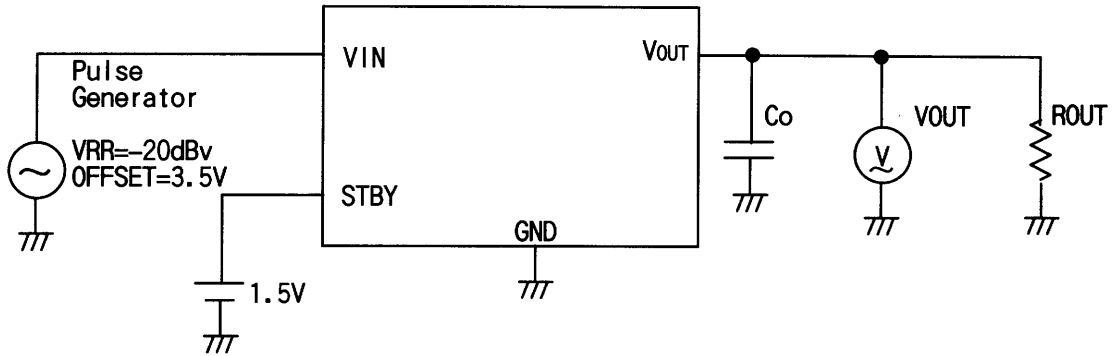 VIN
VOUT
Pulse
Generator
Co
VOUT
ROUT
V
VRR=-20dBv
OFFSET=3.5V
STBY
GND
1.5V